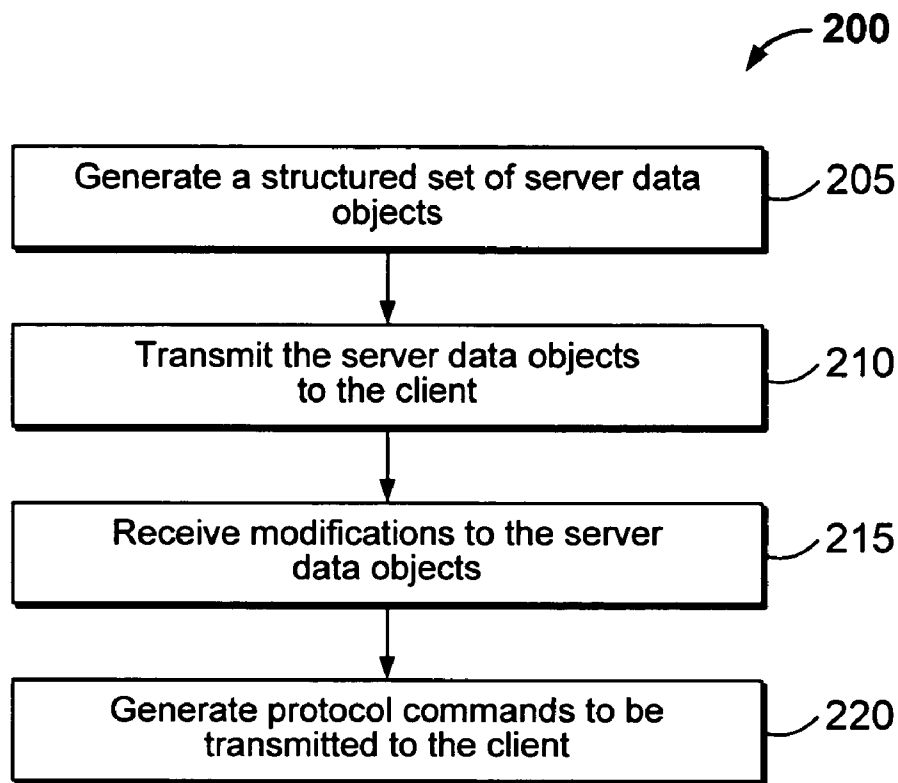 200
Generate a structured set of server data
objects
205
Transmit the server data objects
to the client
210
Receive modifications to the server
data objects
215
Generate protocol commands to be
transmitted to the client
220